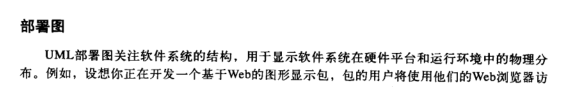 部署图
UML部署图关注软件系统的结构，用于显示软件系统在硬件平台和运行环境中的物理分
布。例如，设想你正在开发一个基于Web的图形显示包，包的用户将使用他们的Web浏览器访